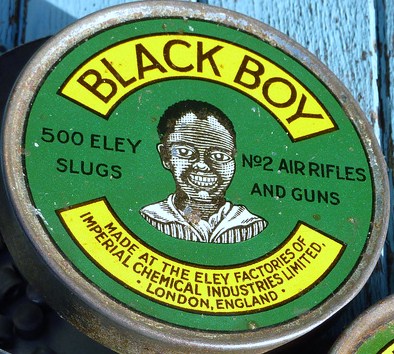 BLACK BOY
500 ELEY
SLUGS
Nº2 AIR RIFLES
AND GUNS
MADE AT THE ELEY FACTORIES OF
IMPERIAL CHEMICAL INDUSTRIES LIMITED.
· LONDON, ENGLAND ·